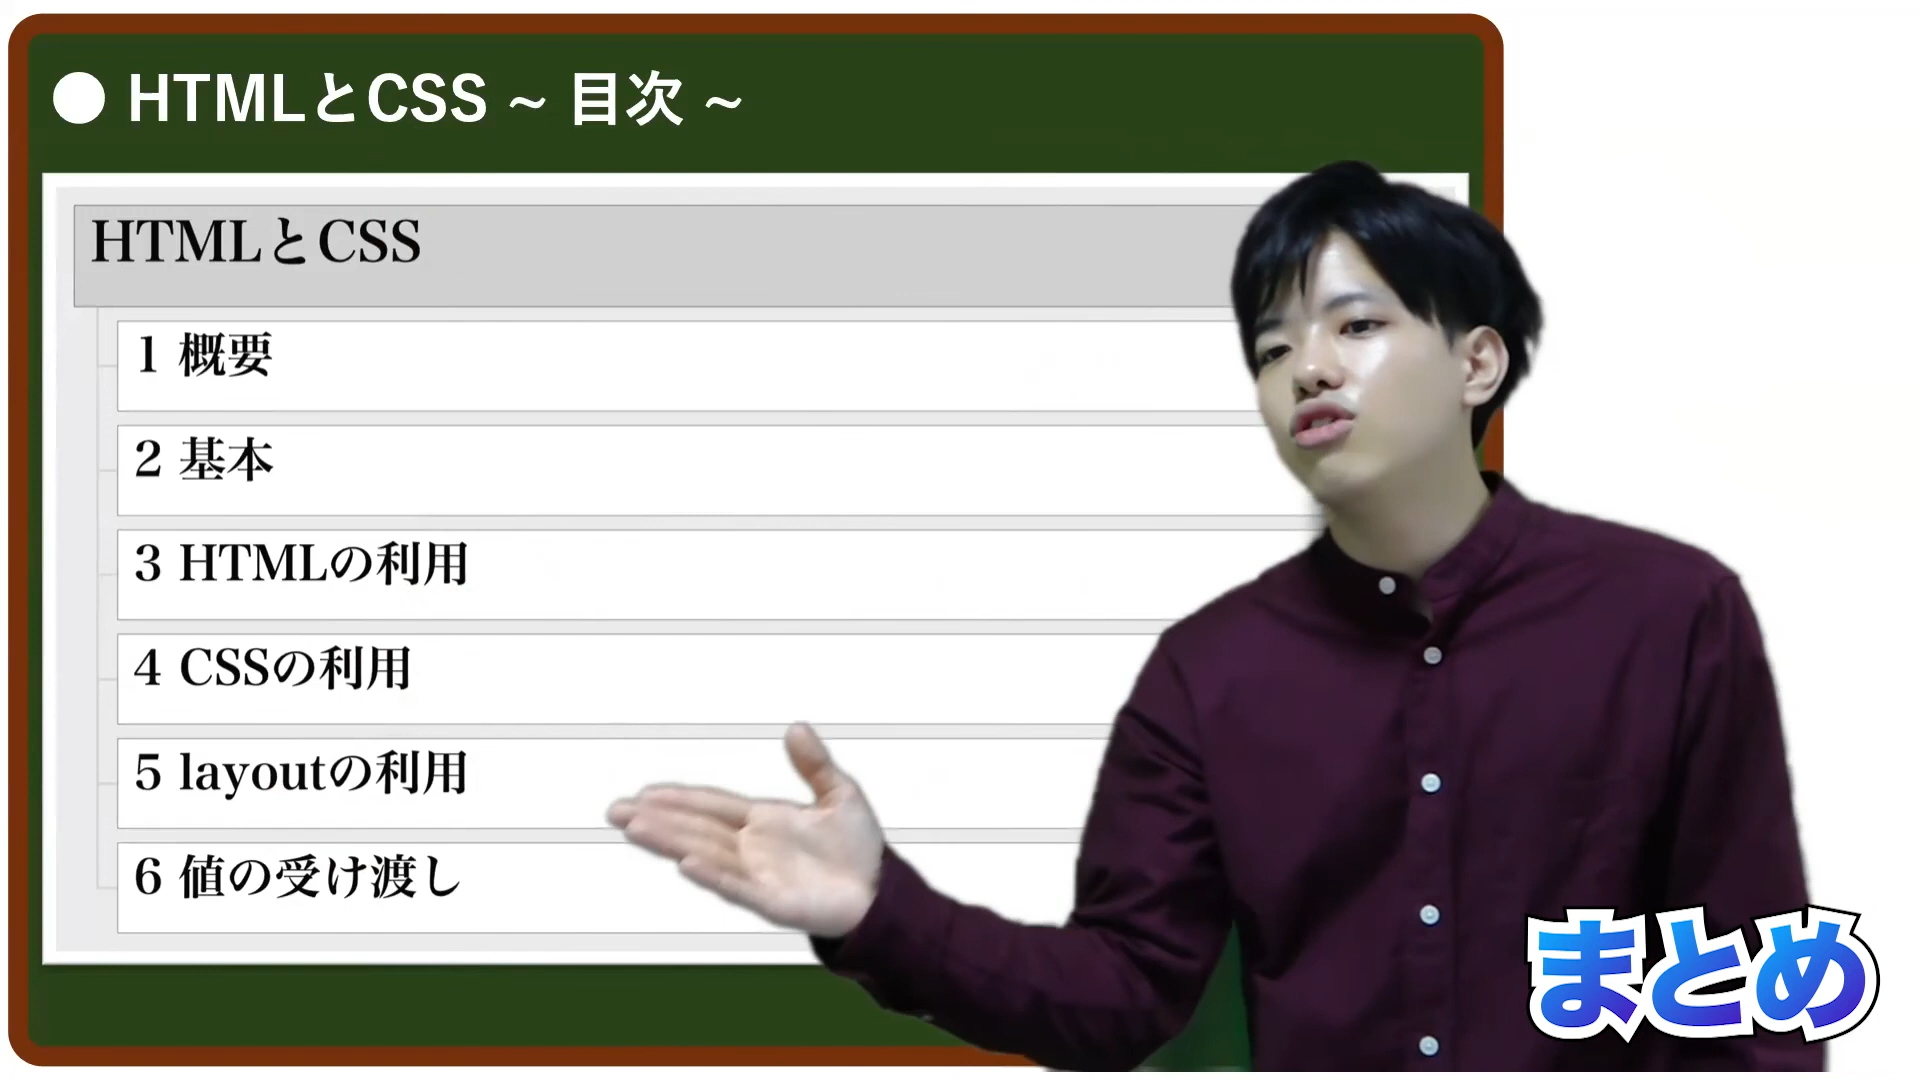 ● HTMLとCSS ~ 目次 ~
HTMLとCSS
1 概要
2 基本
3 HTMLの利用
4 CSSの利用
5 layoutの利用
6 値の受け渡し
まとめ